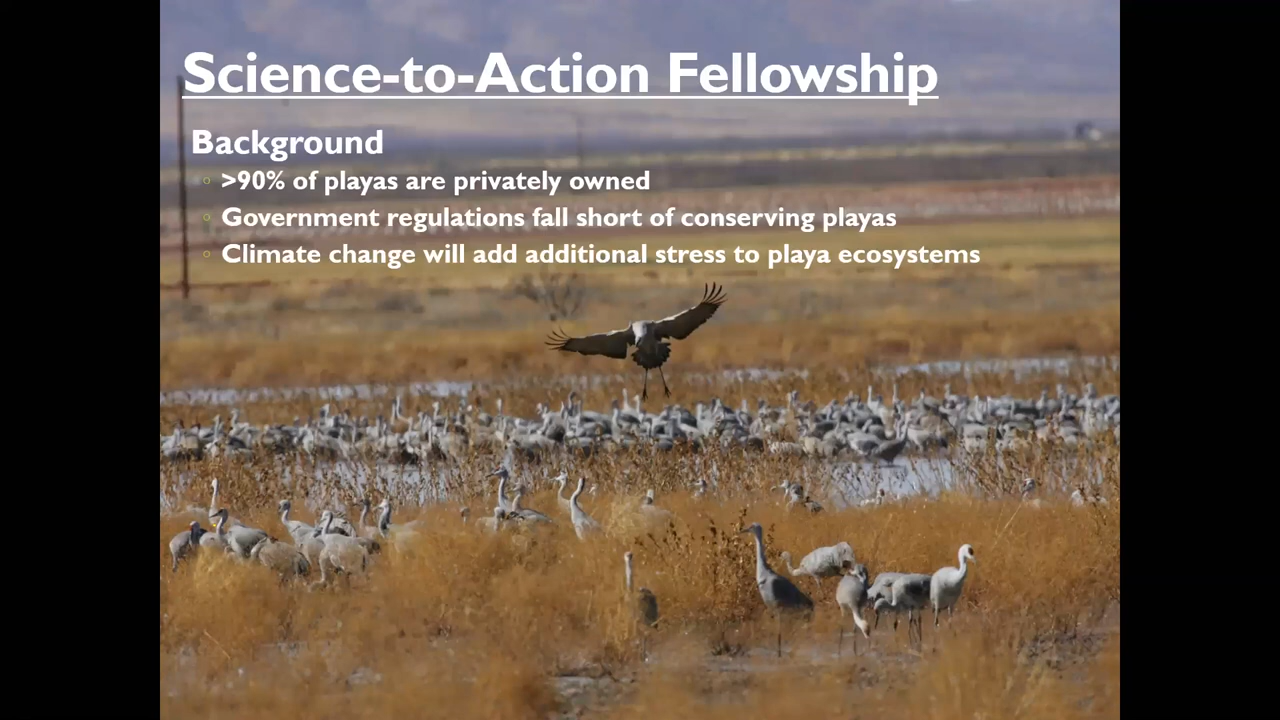 Science-to-Action Fellowship
Background
>90% of playas are privately owned
Government regulations fall short of conserving playas
Climate change will add additional stress to playa ecosystems